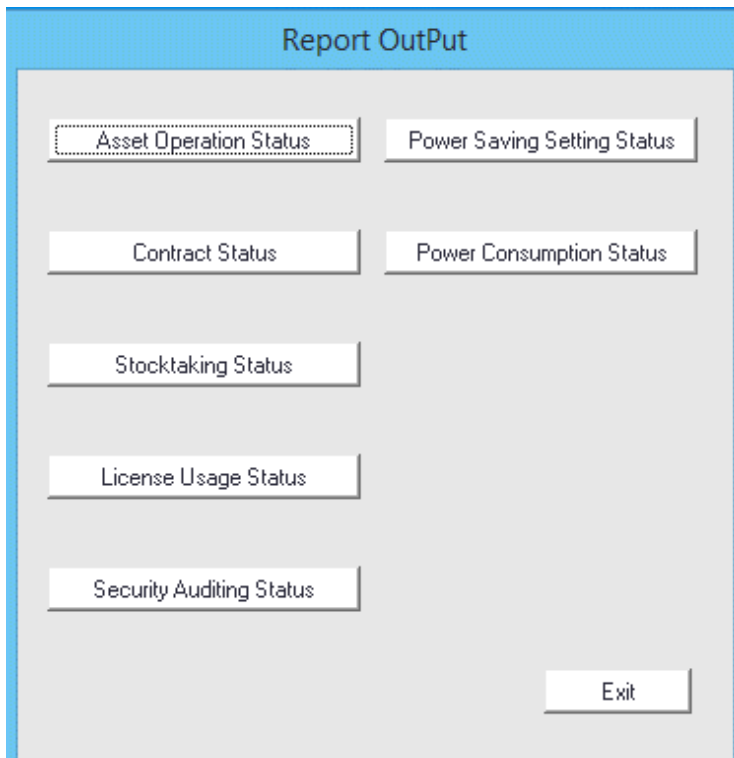 Report OutPut
Asset Operation Status
Power Saving Setting Status
Contract Status
Power Consumption Status
Stocktaking Status
License Usage Status
Security Auditing Status
Exit